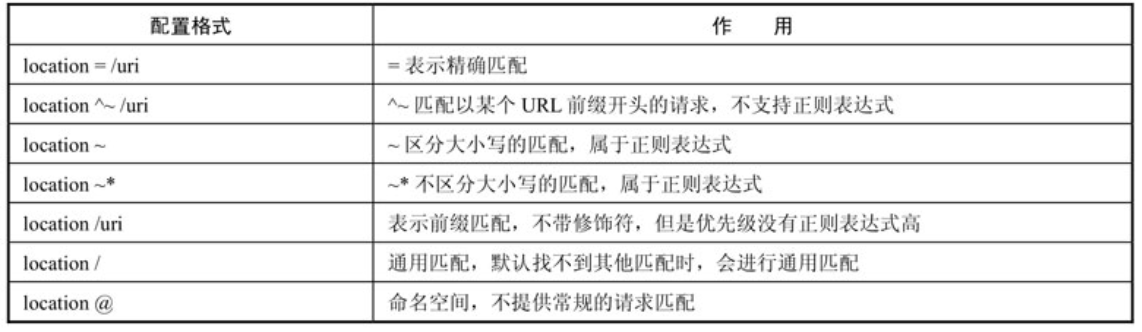 配置格式 作 用
location = /uri = 表示精确匹配
location ^~ /uri ^~ 匹配以某个 URL 前缀开头的请求，不支持正则表达式
location ~ ~ 区分大小写的匹配，属于正则表达式
location ~* ~* 不区分大小写的匹配，属于正则表达式
location /uri 表示前缀匹配，不带修饰符，但是优先级没有正则表达式高
location / 通用匹配，默认找不到其他匹配时，会进行通用匹配
location @ 命名空间，不提供常规的请求匹配